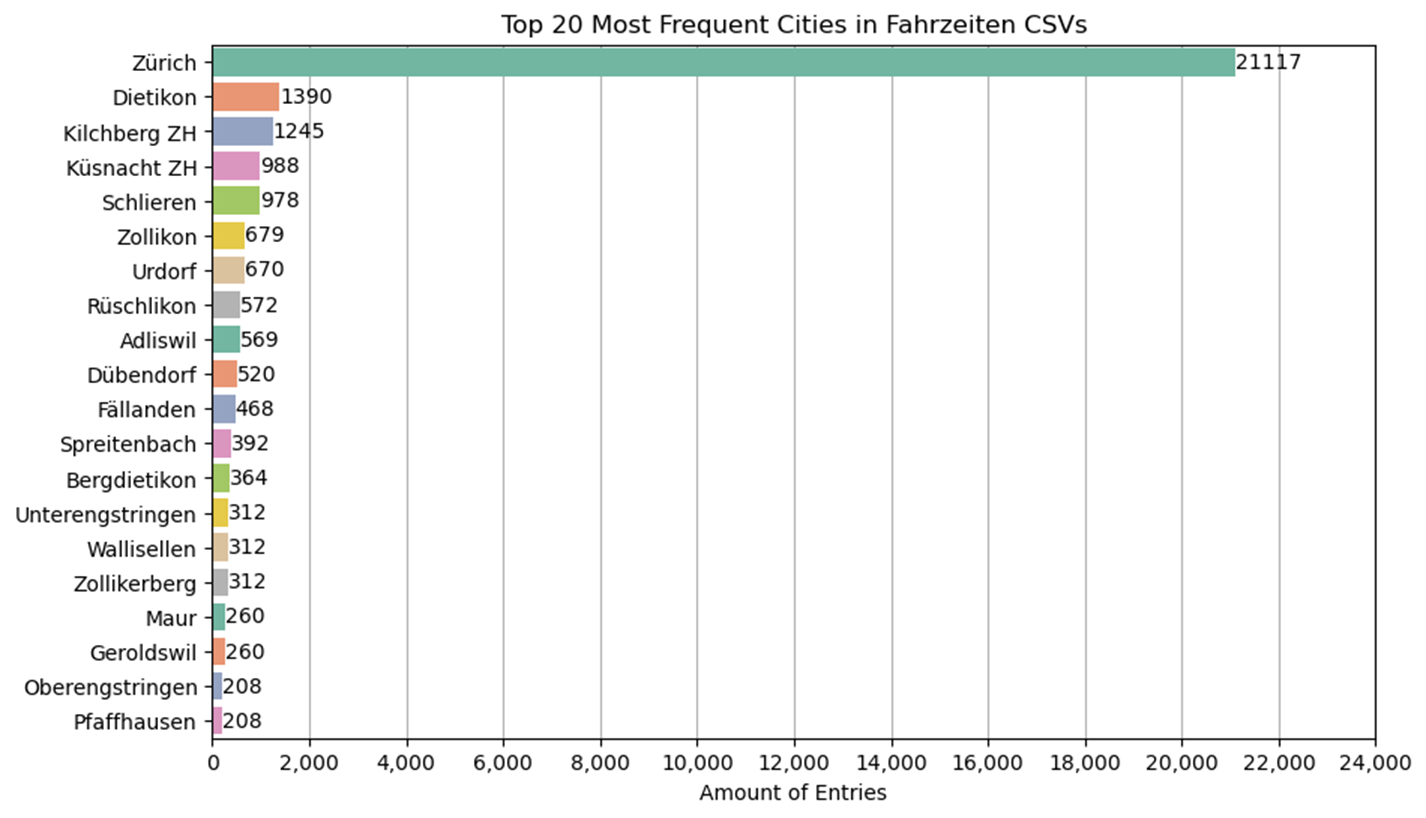 Top 20 Most Frequent Cities in Fahrzeiten CSVs
Zürich 21117
Dietikon 1390
Kilchberg ZH 1245
Küsnacht ZH 988
Schlieren 978
Zollikon 679
Urdorf 670
Rüschlikon 572
Adliswil 569
Dübendorf 520
Fällanden 468
Spreitenbach 392
Bergdietikon 364
Unterengstringen 312
Wallisellen 312
Zollikerberg 312
Maur 260
Geroldswil 260
Oberengstringen 208
Pfaffhausen 208
0 2,000 4,000 6,000 8,000 10,000 12,000 14,000 16,000 18,000 20,000 22,000 24,000
Amount of Entries